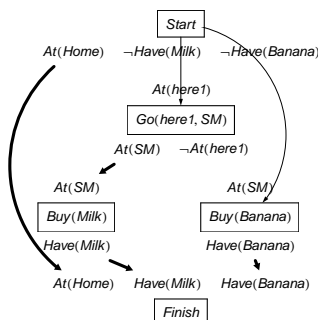 Start
At(Home) ¬Have(Milk) ¬Have(Banana)
At(here1)
Go(here1, SM)
At(SM) ¬At(here1)
At(SM) At(SM)
Buy(Milk) Buy(Banana)
Have(Milk) Have(Banana)
At(Home) Have(Milk) Have(Banana)
Finish